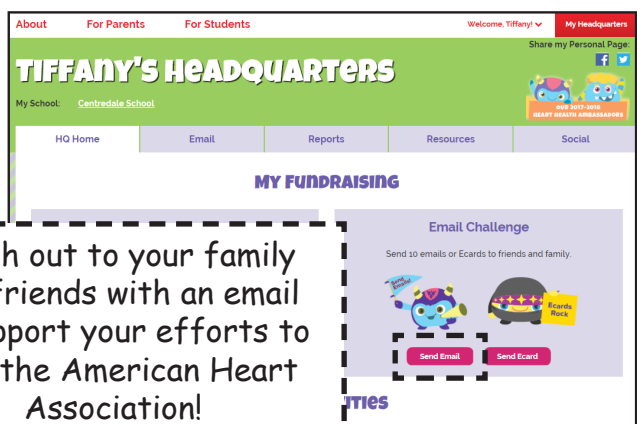 About For Parents For Students Welcome, Tiffany! My Headquarters
Share my Personal Page:
TIFFANY'S HEADQUARTERS
My School: Centredale School
OUR 2017-2018
HEART HEALTH AMBASSADORS
HQ Home Email Reports Resources Social
MY FUNDRAISING
Email Challenge
Send 10 emails or Ecards to friends and family.
Send
Emails!
Ecards
Rock
Send Email Send Ecard
h out to your family
friends with an email
pport your efforts to
the American Heart
Association!
ITIES